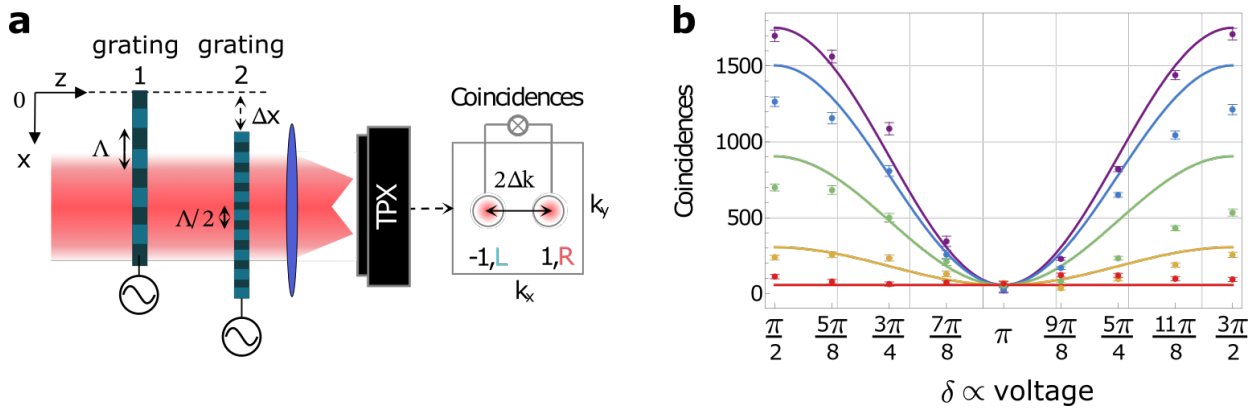 a
grating
1
grating
2
0
z
x
Λ
Δx
Λ/2
TPX
Coincidences
2Δk
k_y
-1,L
1,R
k_x
b
Coincidences
1500
1000
500
0
π/2
5π/8
3π/4
7π/8
π
9π/8
5π/4
11π/8
3π/2
δ ∝ voltage